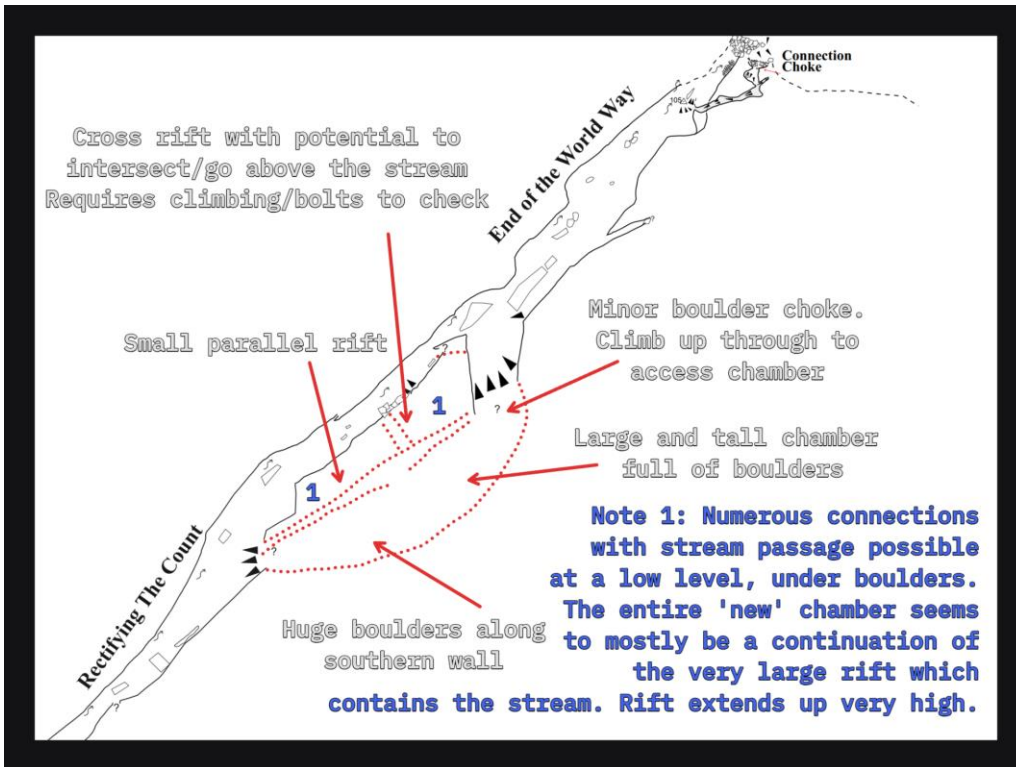 Connection
Choke
105
End of the World Way
Cross rift with potential to
intersect/go above the stream
Requires climbing/bolts to check
Minor boulder choke.
Climb up through to
access chamber
Small parallel rift
?
1
?
Large and tall chamber
full of boulders
1
?
Note 1: Numerous connections
with stream passage possible
at a low level, under boulders.
The entire 'new' chamber seems
to mostly be a continuation of
the very large rift which
contains the stream. Rift extends up very high.
Huge boulders along
southern wall
Rectifying The Count